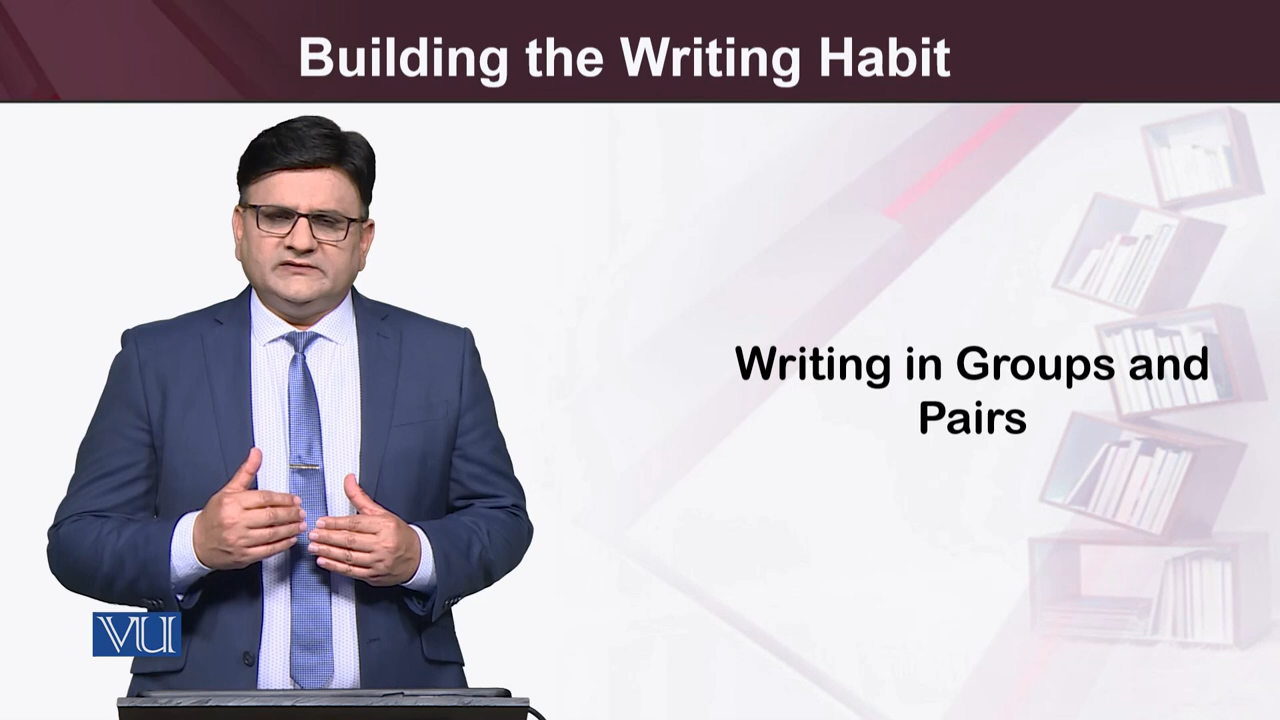 Building the Writing Habit
Writing in Groups and
Pairs
VU